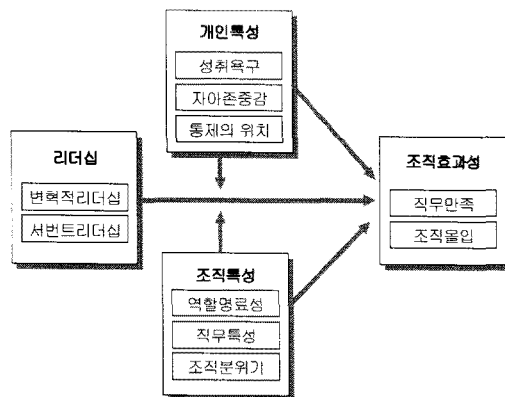 개인특성
성취욕구
자아존중감
통제의 위치
리더십
변혁적리더십
서번트리더십
조직효과성
직무만족
조직몰입
조직특성
역할명료성
직무특성
조직분위기